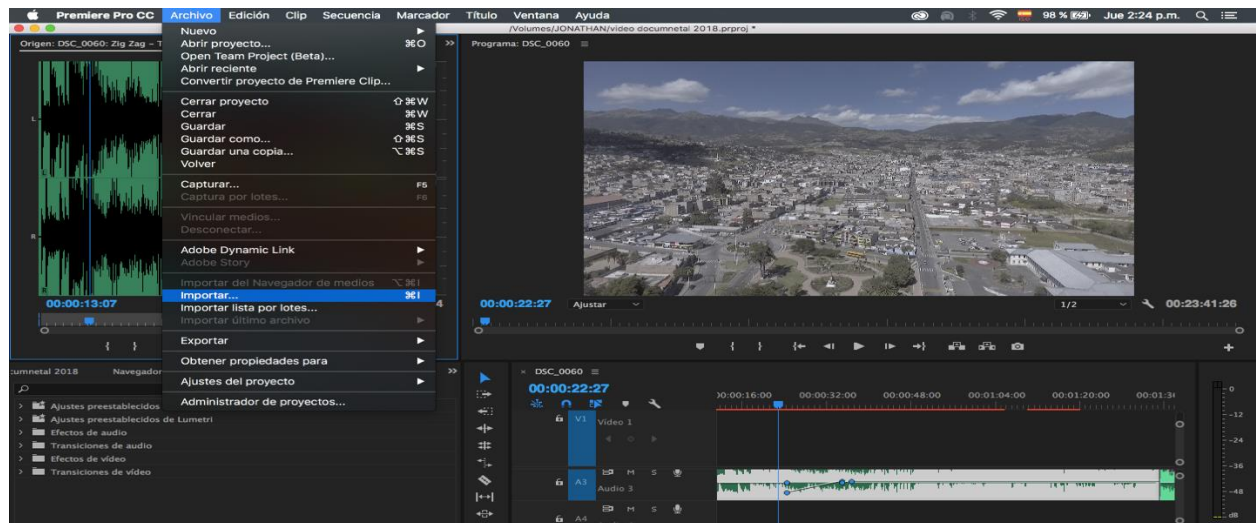 Premiere Pro CC Archivo Edición Clip Secuencia Marcador Título Ventana Ayuda 98 % Jue 2:24 p.m.
/Volumes/JONATHAN/video documnetal 2018.prproj *
Origen: DSC_0060: Zig Zag – T
Programa: DSC_0060
Nuevo
Abrir proyecto... ⌘O
Open Team Project (Beta)...
Abrir reciente
Convertir proyecto de Premiere Clip...
Cerrar proyecto ⇧⌘W
Cerrar ⌘W
Guardar ⌘S
Guardar como... ⇧⌘S
Guardar una copia... ⌥⌘S
Volver
Capturar... F5
Captura por lotes... F6
Vincular medios...
Desconectar...
Adobe Dynamic Link
Adobe Story
Importar del Navegador de medios ⌥⌘I
Importar... ⌘I
Importar lista por lotes...
Importar último archivo
Exportar
Obtener propiedades para
Ajustes del proyecto
Administrador de proyectos...
L
R
00:00:13:07 4
00:00:22:27 Ajustar 1/2 00:23:41:26
umnetal 2018 Navegador
Ajustes preestablecidos
Ajustes preestablecidos de Lumetri
Efectos de audio
Transiciones de audio
Efectos de vídeo
Transiciones de vídeo
× DSC_0060
00:00:22:27
00:00:16:00 00:00:32:00 00:00:48:00 00:01:04:00 00:01:20:00 00:01:3
V1 Vídeo 1
A3 M S
Audio 3
A4 M S
0
-12
-24
-36
-48
dB